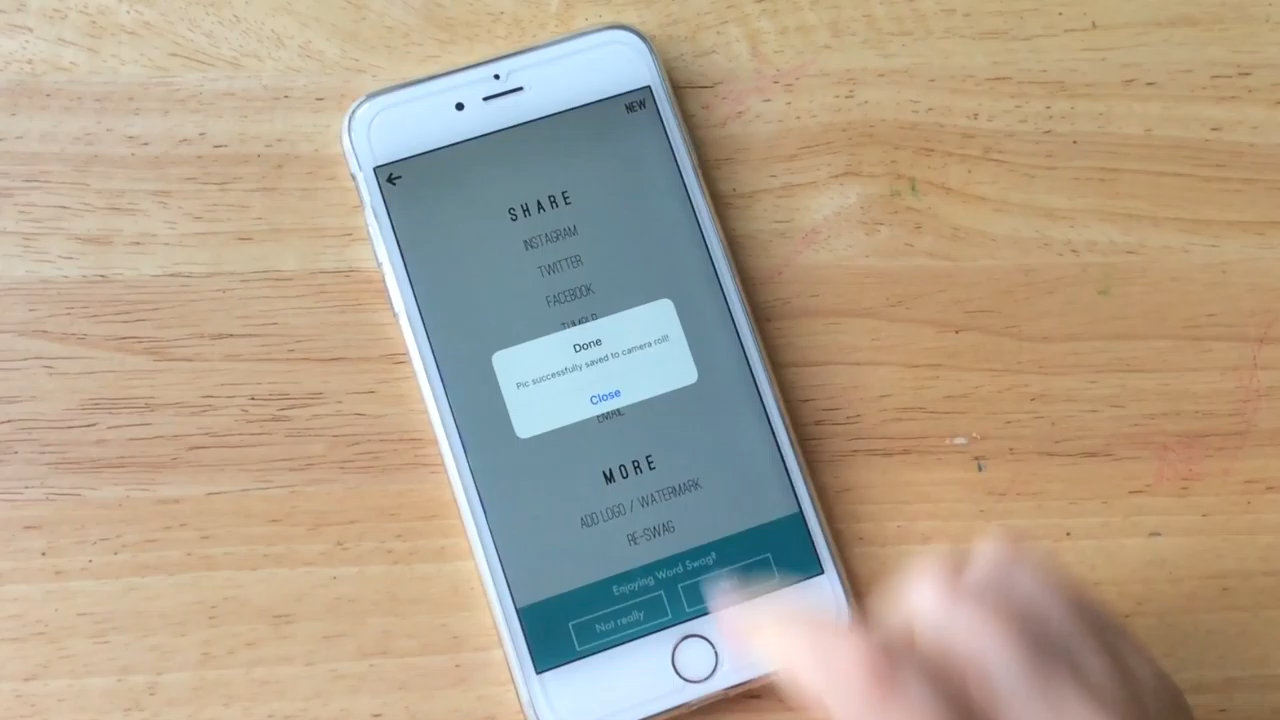 NEW
SHARE
INSTAGRAM
TWITTER
FACEBOOK
TUMBLR
Done
Pic successfully saved to camera roll!
Close
EMAIL
MORE
ADD LOGO / WATERMARK
RE-SWAG
Enjoying Word Swag?
Not really